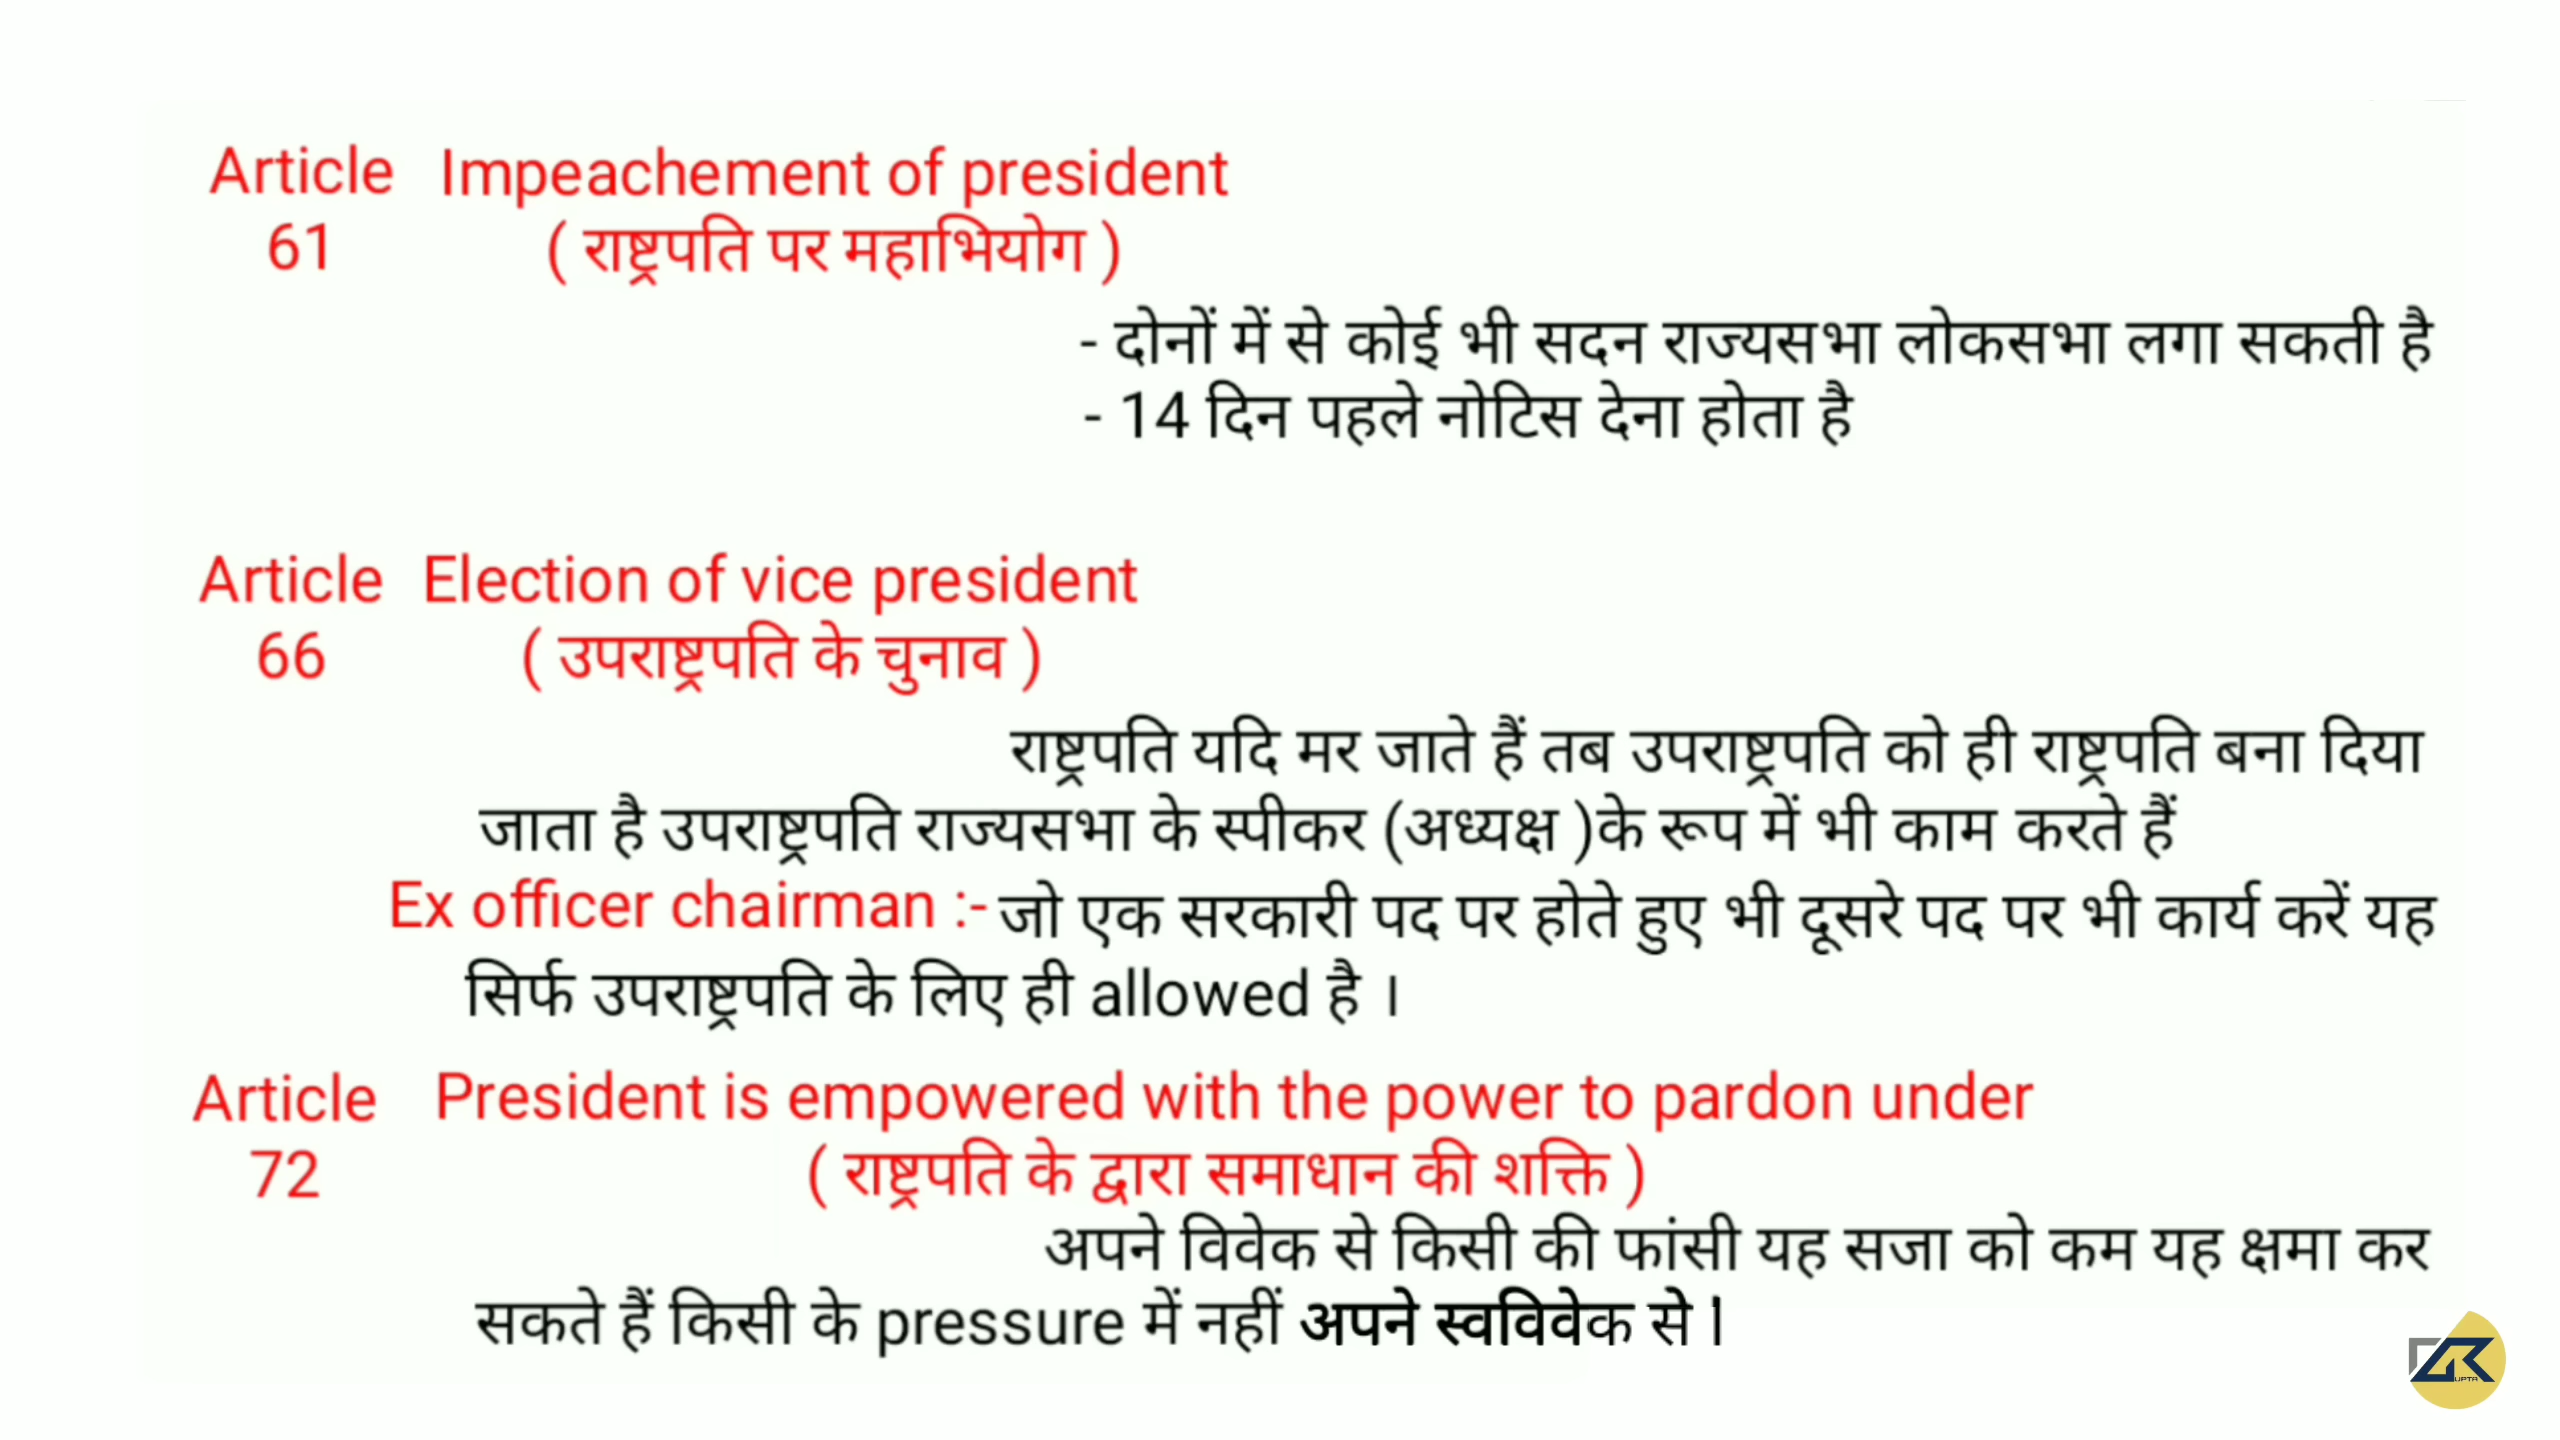 Article Impeachement of president
61 ( राष्ट्रपति पर महाभियोग )
- दोनों में से कोई भी सदन राज्यसभा लोकसभा लगा सकती है
- 14 दिन पहले नोटिस देना होता है
Article Election of vice president
66 ( उपराष्ट्रपति के चुनाव )
राष्ट्रपति यदि मर जाते हैं तब उपराष्ट्रपति को ही राष्ट्रपति बना दिया
जाता है उपराष्ट्रपति राज्यसभा के स्पीकर (अध्यक्ष )के रूप में भी काम करते हैं
Ex officer chairman :- जो एक सरकारी पद पर होते हुए भी दूसरे पद पर भी कार्य करें यह
सिर्फ उपराष्ट्रपति के लिए ही allowed है ।
Article President is empowered with the power to pardon under
72 ( राष्ट्रपति के द्वारा समाधान की शक्ति )
अपने विवेक से किसी की फांसी यह सजा को कम यह क्षमा कर
सकते हैं किसी के pressure में नहीं अपने स्वविवेक से ।